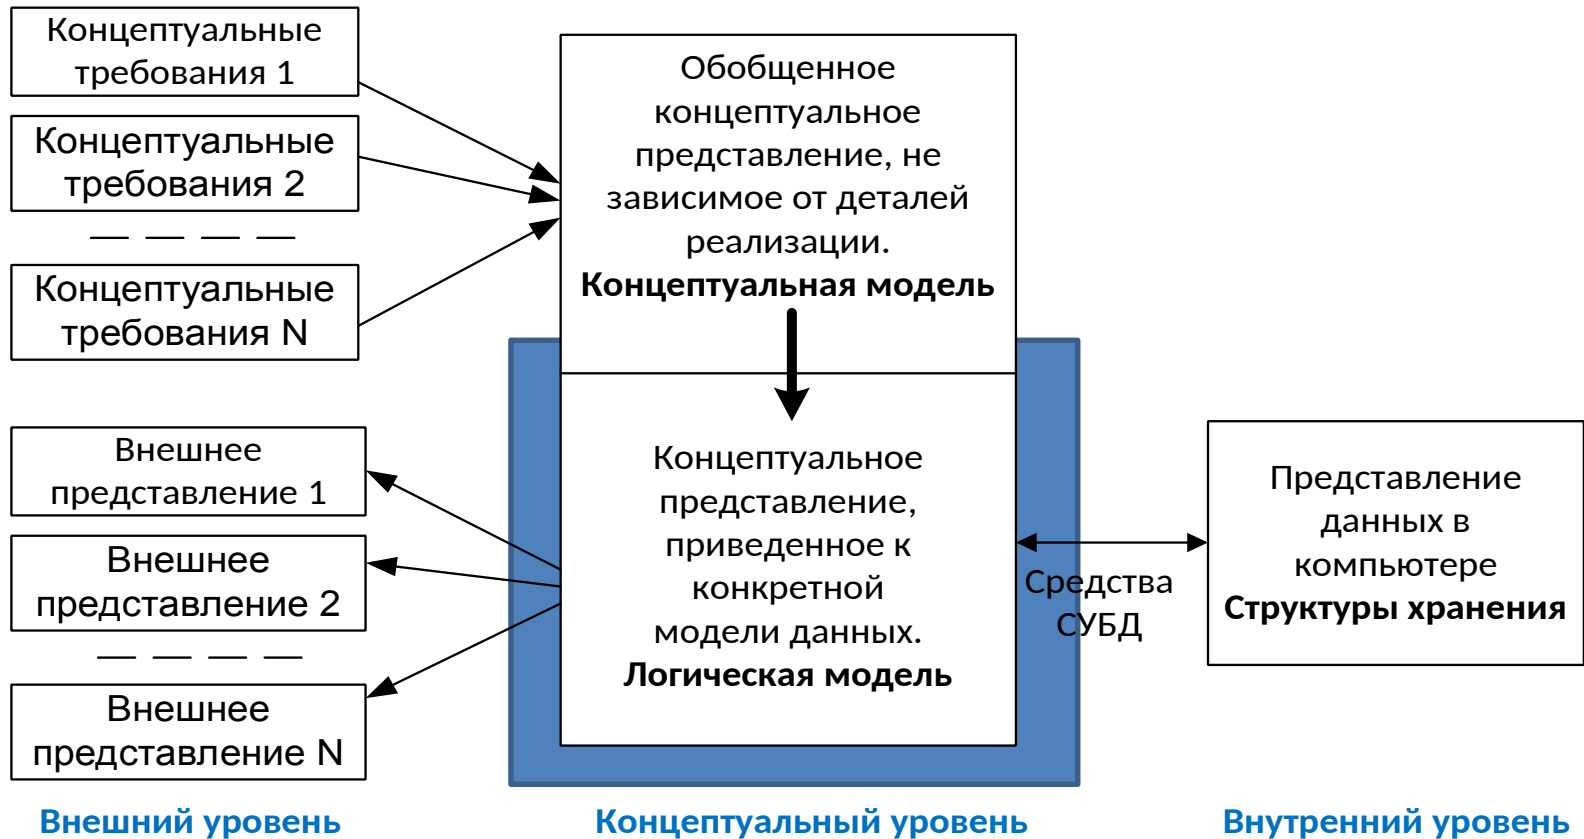 Концептуальные
требования 1
Концептуальные
требования 2
Концептуальные
требования N
Внешнее
представление 1
Внешнее
представление 2
Внешнее
представление N
Внешний уровень
Обобщенное
концептуальное
представление, не
зависимое от деталей
реализации.
Концептуальная модель
Концептуальное
представление,
приведенное к
конкретной
модели данных.
Логическая модель
Концептуальный уровень
Средства
СУБД
Представление
данных в
компьютере
Структуры хранения
Внутренний уровень